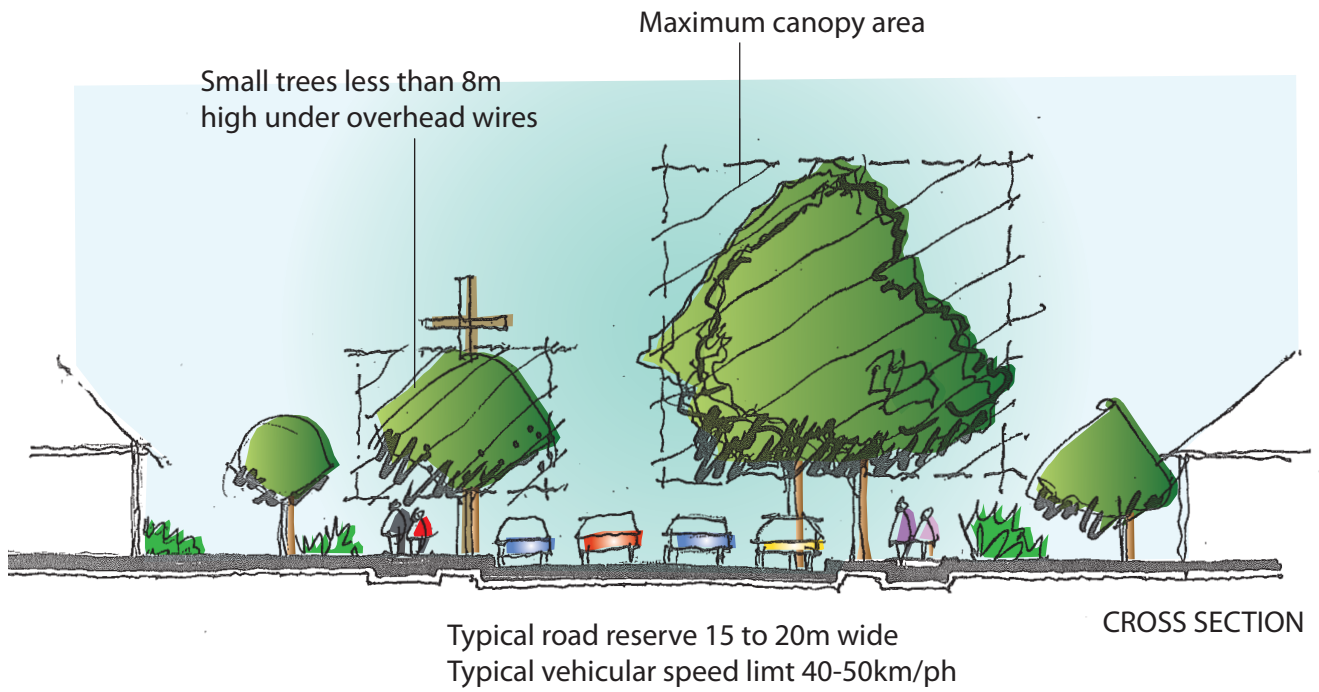 Maximum canopy area
Small trees less than 8m
high under overhead wires
CROSS SECTION
Typical road reserve 15 to 20m wide
Typical vehicular speed limt 40-50km/ph